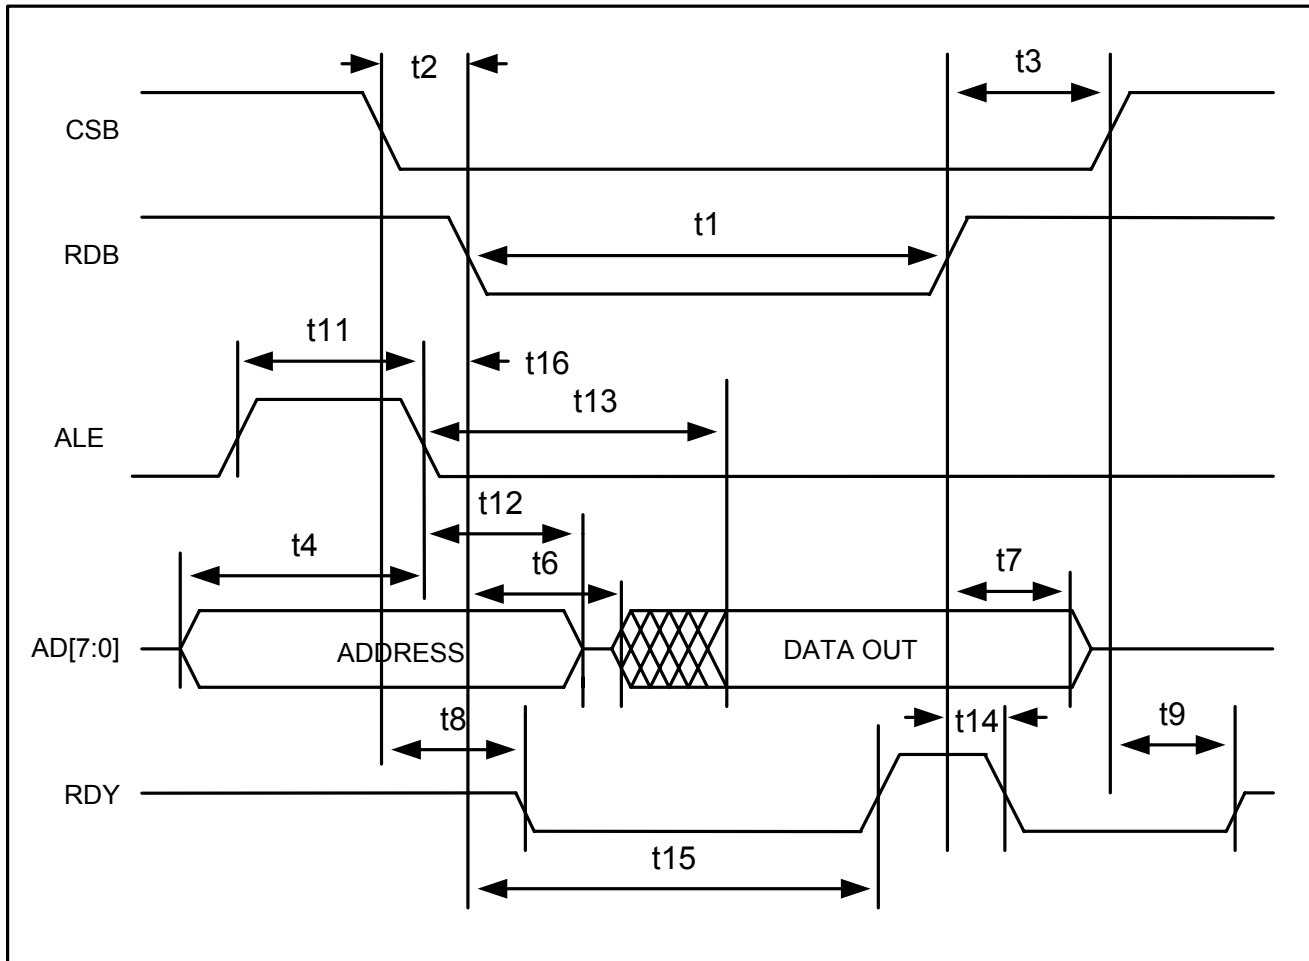 t2
t3
CSB
t1
RDB
t11
t16
t13
ALE
t12
t4
t6
t7
AD[7:0]
ADDRESS
DATA OUT
t8
t14
t9
RDY
t15